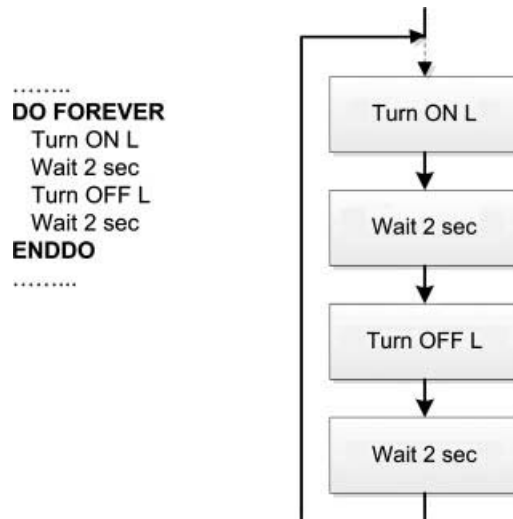 ........
DO FOREVER
Turn ON L
Wait 2 sec
Turn OFF L
Wait 2 sec
ENDDO
.........
Turn ON L
Wait 2 sec
Turn OFF L
Wait 2 sec